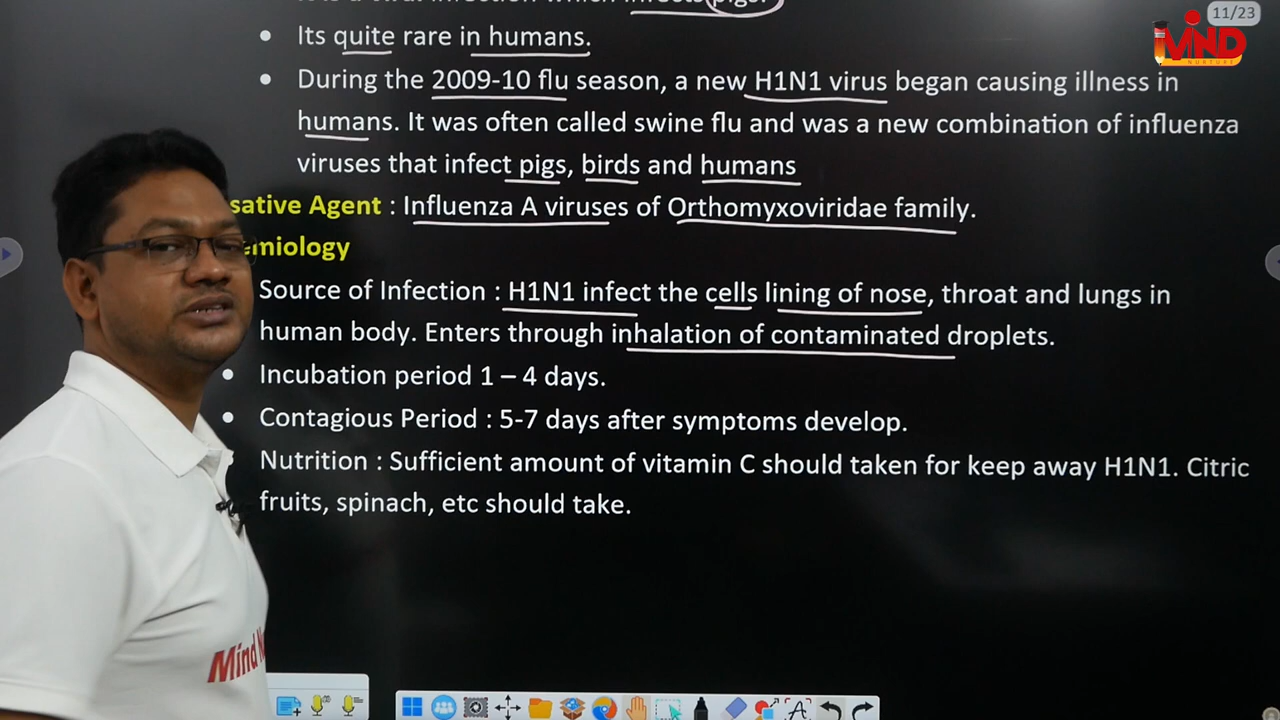 11/23
MIND
NURTURE
• Its quite rare in humans.
• During the 2009-10 flu season, a new H1N1 virus began causing illness in
humans. It was often called swine flu and was a new combination of influenza
viruses that infect pigs, birds and humans
sative Agent : Influenza A viruses of Orthomyxoviridae family.
emiology
Source of Infection : H1N1 infect the cells lining of nose, throat and lungs in
human body. Enters through inhalation of contaminated droplets.
• Incubation period 1 – 4 days.
• Contagious Period : 5-7 days after symptoms develop.
Nutrition : Sufficient amount of vitamin C should taken for keep away H1N1. Citric
fruits, spinach, etc should take.
Mind N